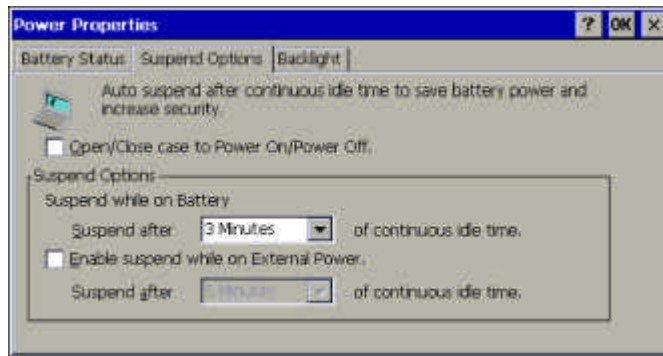 Power Properties ? OK ×
Battery Status Suspend Options Backlight
Auto suspend after continuous idle time to save battery power and
increase security.
Open/Close case to Power On/Power Off.
Suspend Options
Suspend while on Battery
Suspend after 3 Minutes of continuous idle time.
Enable suspend while on External Power.
Suspend after Minutes of continuous idle time.